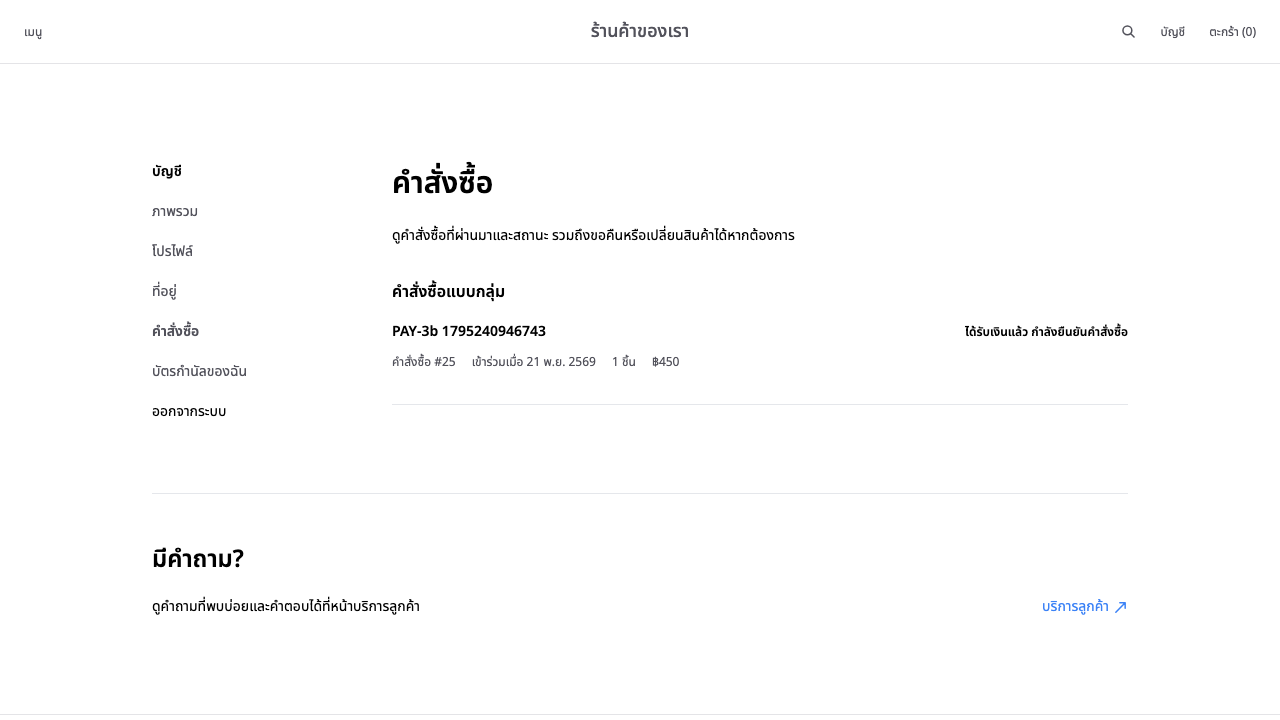 เมนู
ร้านค้าของเรา
บัญชี
ตะกร้า (0)
บัญชี
ภาพรวม
โปรไฟล์
ที่อยู่
คำสั่งซื้อ
บัตรกำนัลของฉัน
ออกจากระบบ
คำสั่งซื้อ
ดูคำสั่งซื้อที่ผ่านมาและสถานะ รวมถึงขอคืนหรือเปลี่ยนสินค้าได้หากต้องการ
คำสั่งซื้อแบบกลุ่ม
PAY-3b 1795240946743
ได้รับเงินแล้ว กำลังยืนยันคำสั่งซื้อ
คำสั่งซื้อ #25 เข้าร่วมเมื่อ 21 พ.ย. 2569 1 ชิ้น ฿450
มีคำถาม?
ดูคำถามที่พบบ่อยและคำตอบได้ที่หน้าบริการลูกค้า
บริการลูกค้า